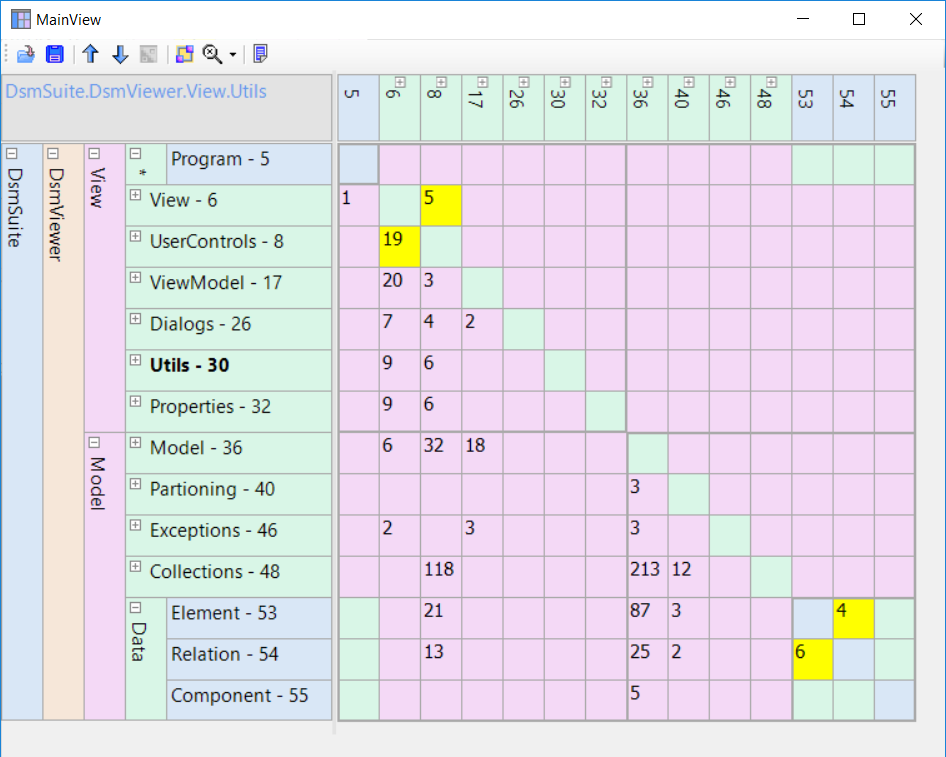 MainView
DsmSuite.DsmViewer.View.Utils
5 6 8 17 26 30 32 36 40 46 48 53 54 55
DsmSuite
DsmViewer
View
*
Program - 5
View - 6 1 5
UserControls - 8 19
ViewModel - 17 20 3
Dialogs - 26 7 4 2
Utils - 30 9 6
Properties - 32 9 6
Model
Model - 36 6 32 18
Partioning - 40 3
Exceptions - 46 2 3 3
Collections - 48 118 213 12
Data
Element - 53 21 87 3 4
Relation - 54 13 25 2 6
Component - 55 5